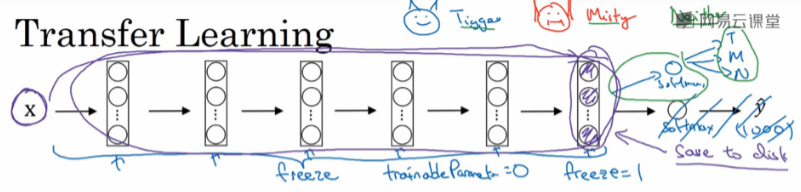 Tigger
Misty
网易云课堂
Transfer Learning
T
M
N
softmax
x
softmax
(1000)
ŷ
freeze
trainableParameter=0
freeze=1
save to disk